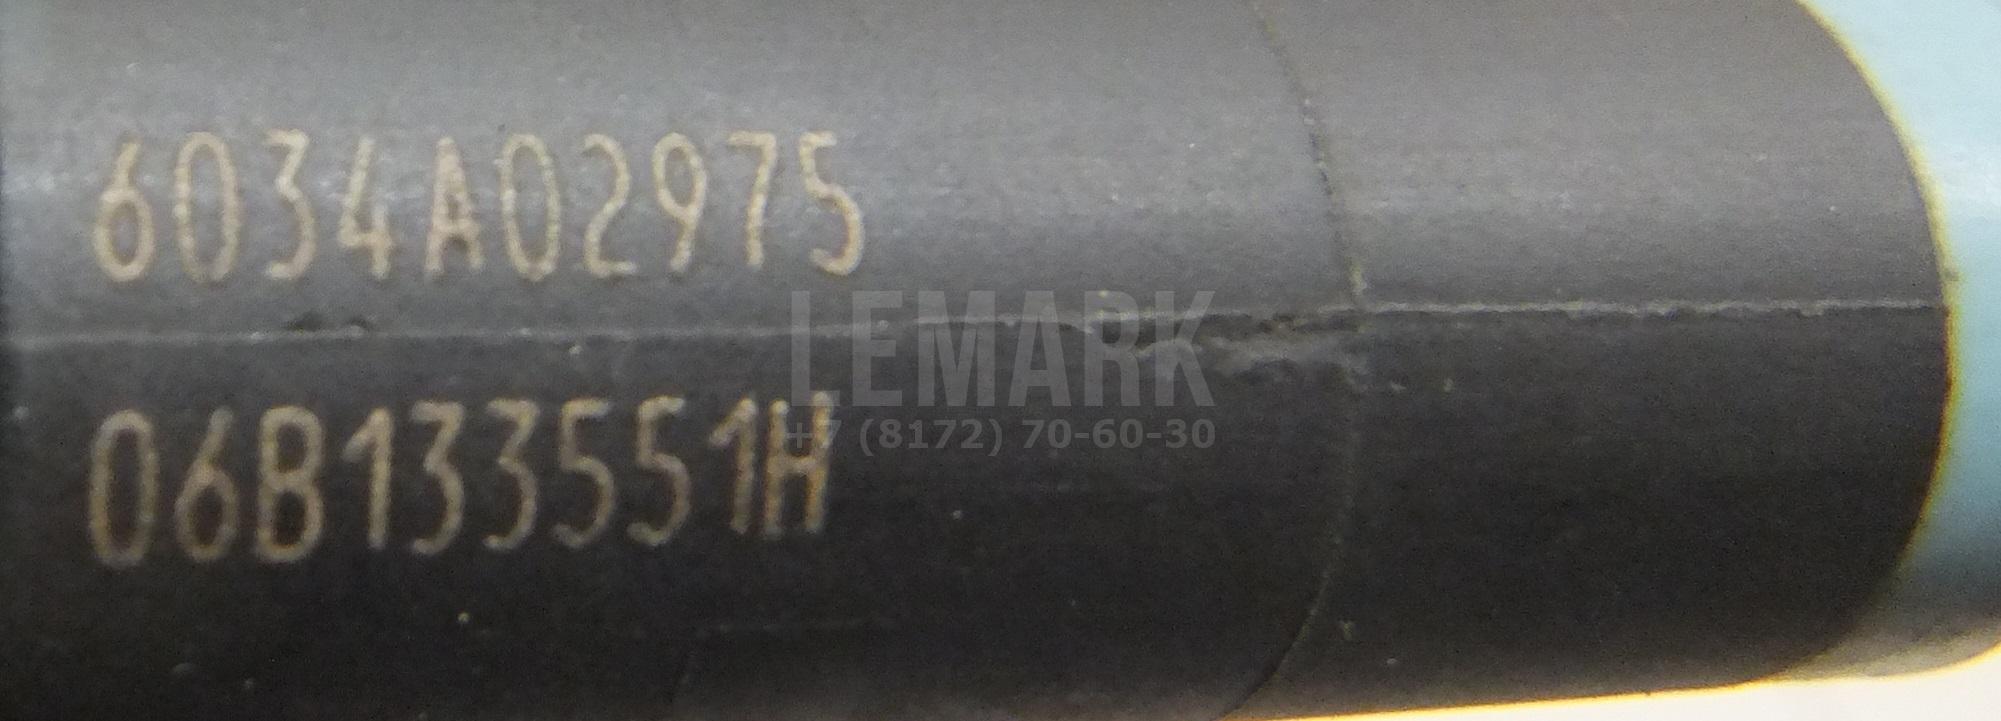 6034A02975
LEMARK
06B133551H
+7 (8172) 70-60-30